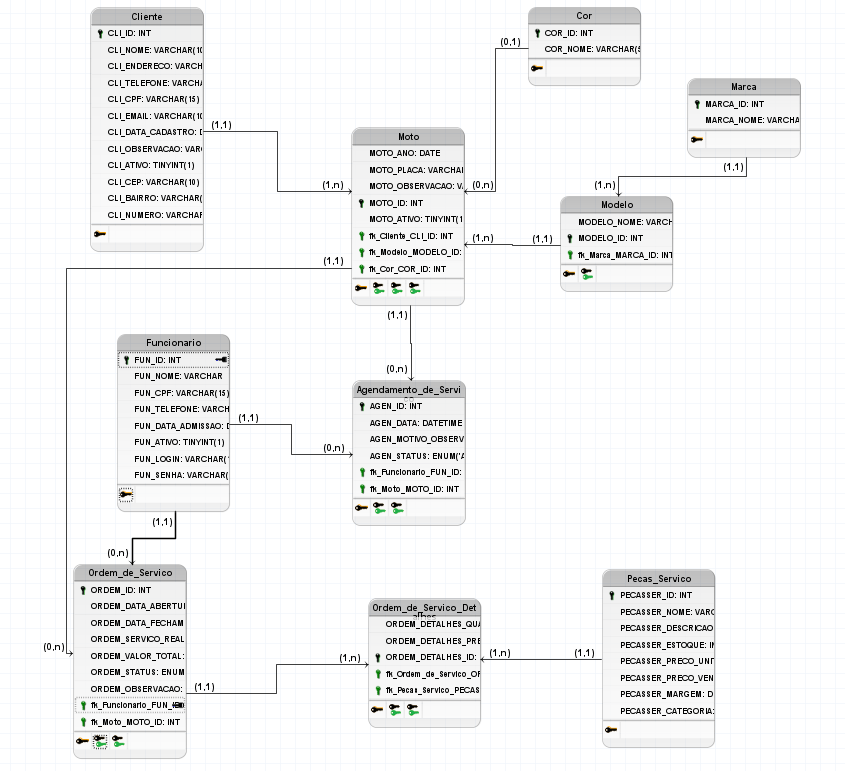 Cliente
CLI_ID: INT
CLI_NOME: VARCHAR(10
CLI_ENDERECO: VARCH
CLI_TELEFONE: VARCHA
CLI_CPF: VARCHAR(15)
CLI_EMAIL: VARCHAR(10
CLI_DATA_CADASTRO: D
CLI_OBSERVACAO: VAR
CLI_ATIVO: TINYINT(1)
CLI_CEP: VARCHAR(10)
CLI_BAIRRO: VARCHAR(
CLI_NUMERO: VARCHAR
Cor
COR_ID: INT
COR_NOME: VARCHAR(5
(0,1)
Marca
MARCA_ID: INT
MARCA_NOME: VARCHA
(1,1)
(1,1)
(1,n)
(0,n)
Moto
MOTO_ANO: DATE
MOTO_PLACA: VARCHAR
MOTO_OBSERVACAO: VA
MOTO_ID: INT
MOTO_ATIVO: TINYINT(1
fk_Cliente_CLI_ID: INT
fk_Modelo_MODELO_ID:
fk_Cor_COR_ID: INT
(1,n)
Modelo
MODELO_NOME: VARCH
MODELO_ID: INT
fk_Marca_MARCA_ID: INT
(1,n)
(1,1)
(1,1)
(1,1)
(0,n)
Funcionario
FUN_ID: INT
FUN_NOME: VARCHAR
FUN_CPF: VARCHAR(15)
FUN_TELEFONE: VARCH
FUN_DATA_ADMISSAO: D
FUN_ATIVO: TINYINT(1)
FUN_LOGIN: VARCHAR(
FUN_SENHA: VARCHAR(
(1,1)
(0,n)
Agendamento_de_Servi
AGEN_ID: INT
AGEN_DATA: DATETIME
AGEN_MOTIVO_OBSERV
AGEN_STATUS: ENUM('A
fk_Funcionario_FUN_ID:
fk_Moto_MOTO_ID: INT
(1,1)
(0,n)
(0,n)
Ordem_de_Servico
ORDEM_ID: INT
ORDEM_DATA_ABERTUI
ORDEM_DATA_FECHAM
ORDEM_SERVICO_REAL
ORDEM_VALOR_TOTAL:
ORDEM_STATUS: ENUM
ORDEM_OBSERVACAO:
fk_Funcionario_FUN_
fk_Moto_MOTO_ID: INT
(1,1)
(1,n)
Ordem_de_Servico_Det
alhes
ORDEM_DETALHES_QUA
ORDEM_DETALHES_PRE
ORDEM_DETALHES_ID:
fk_Ordem_de_Servico_OR
fk_Pecas_Servico_PECAS
(1,n)
(1,1)
Pecas_Servico
PECASSER_ID: INT
PECASSER_NOME: VARC
PECASSER_DESCRICAO
PECASSER_ESTOQUE: IN
PECASSER_PRECO_UNIT
PECASSER_PRECO_VEN
PECASSER_MARGEM: D
PECASSER_CATEGORIA: